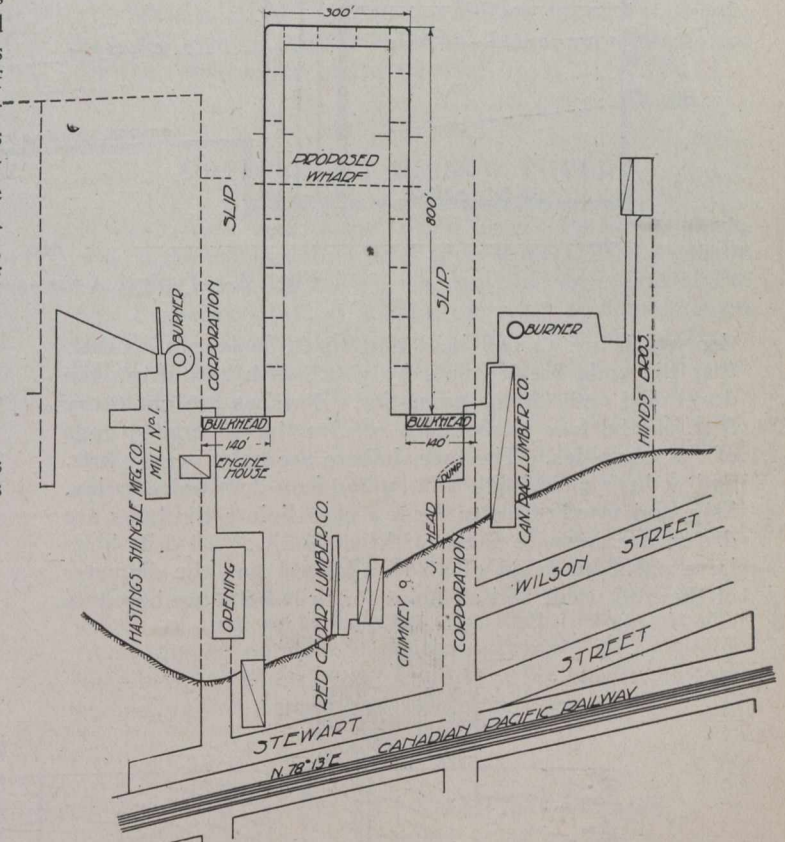 300'
PROPOSED
WHARF
SLIP
800'
SLIP
CORPORATION
BURNER
BURNER
HINDS BROS.
HASTINGS SHINGLE MFG. CO.
MILL No. 1.
BULKHEAD
140'
BULKHEAD
140'
ENGINE
HOUSE
DUMP
CAN. PAC. LUMBER CO.
OPENING
RED CEDAR LUMBER CO.
CHIMNEY
J. HEAD
CORPORATION
WILSON STREET
STEWART STREET
N. 78° 13' E
CANADIAN PACIFIC RAILWAY